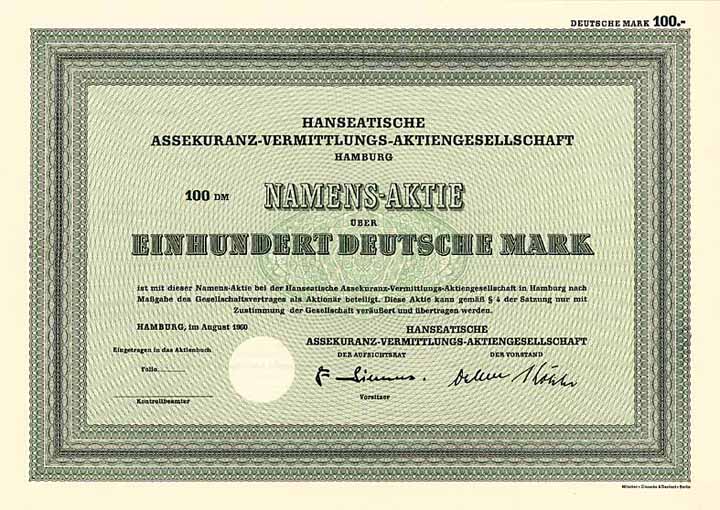 DEUTSCHE MARK 100.-
HANSEATISCHE
ASSEKURANZ-VERMITTLUNGS-AKTIENGESELLSCHAFT
HAMBURG
100 DM NAMENS-AKTIE
ÜBER
EINHUNDERT DEUTSCHE MARK
ist mit dieser Namens-Aktie bei der Hanseatische Assekuranz-Vermittlungs-Aktiengesellschaft in Hamburg nach
Maßgabe des Gesellschaftsvertrages als Aktionär beteiligt. Diese Aktie kann gemäß § 4 der Satzung nur mit
Zustimmung der Gesellschaft veräußert und übertragen werden.
HAMBURG, im August 1960
HANSEATISCHE
ASSEKURANZ-VERMITTLUNGS-AKTIENGESELLSCHAFT
Eingetragen in das Aktienbuch
DER AUFSICHTSRAT DER VORSTAND
Folio
Vorsitzer
Kontrollbeamter